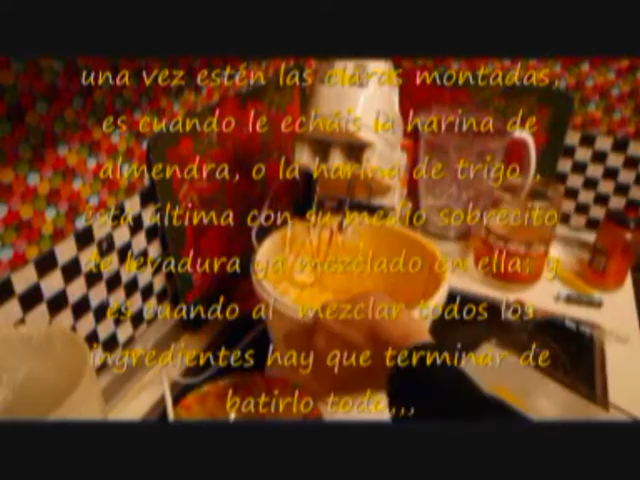 una vez estén las claras montadas,
es cuando le echáis la harina de
almendra, o la harina de trigo ,
esta última con su medio sobrecito
de levadura ya mezclado en ella; y
es cuando al mezclar todos los
ingredientes hay que terminar de
batirlo todo,,,